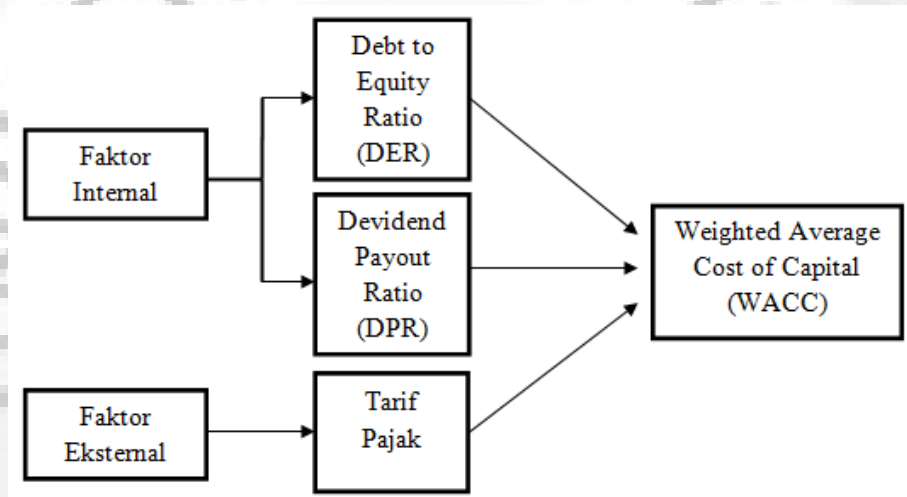 Faktor
Internal
Debt to
Equity
Ratio
(DER)
Devidend
Payout
Ratio
(DPR)
Faktor
Eksternal
Tarif
Pajak
Weighted Average
Cost of Capital
(WACC)